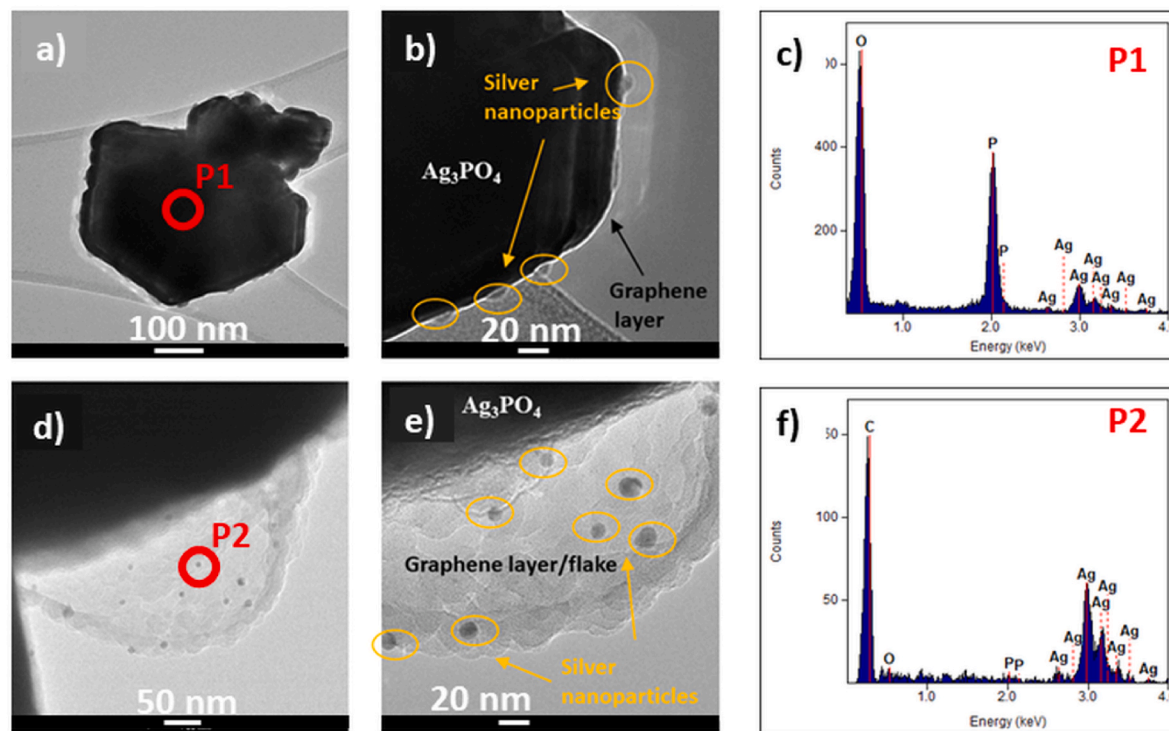 a)
P1
100 nm
b)
Silver
nanoparticles
Ag₃PO₄
Graphene
layer
20 nm
c)
P1
O
P
P
Ag
Ag
Ag
Ag
Ag
Ag
Ag
Ag
400
200
Counts
1.0
2.0
3.0
Energy (keV)
d)
P2
50 nm
e)
Ag₃PO₄
Graphene layer/flake
Silver
nanoparticles
20 nm
f)
P2
C
O
P
P
Ag
Ag
Ag
Ag
Ag
Ag
Ag
Ag
100
50
Counts
1.0
2.0
3.0
Energy (keV)